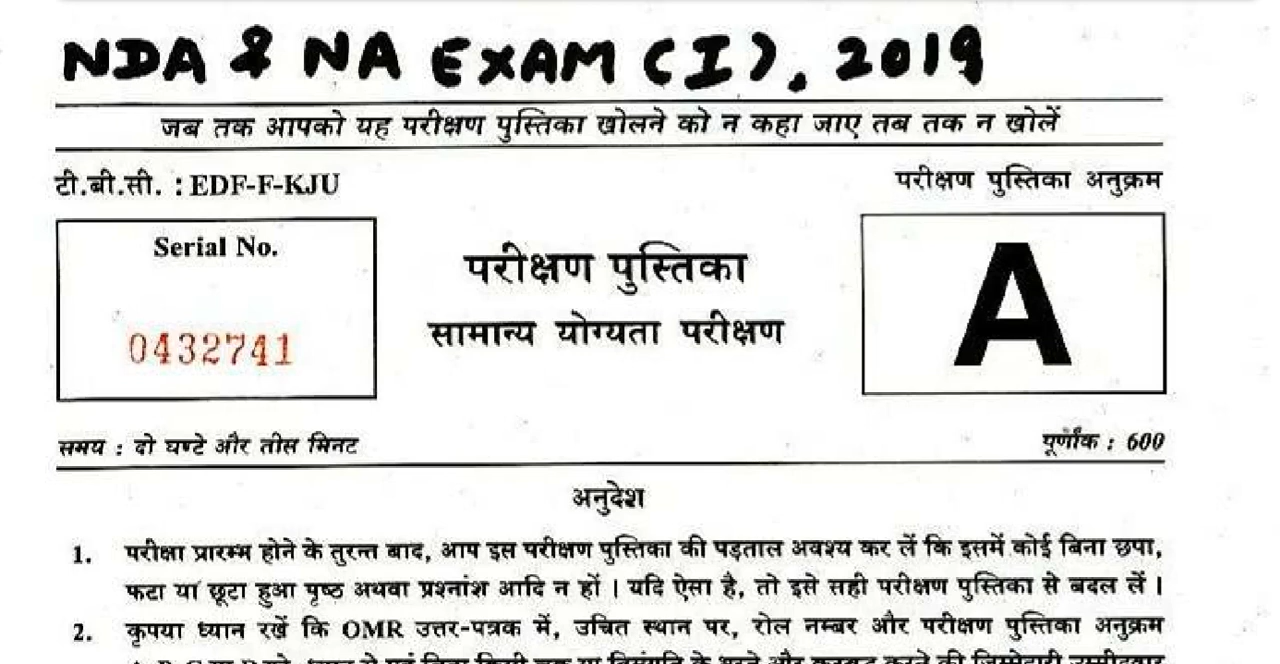 NDA & NA EXAM (I), 2019
जब तक आपको यह परीक्षण पुस्तिका खोलने को न कहा जाए तब तक न खोलें
टी.बी.सी. : EDF-F-KJU
परीक्षण पुस्तिका अनुक्रम
Serial No.
0432741
परीक्षण पुस्तिका
सामान्य योग्यता परीक्षण
A
समय : दो घण्टे और तीस मिनट
पूर्णांक : 600
अनुदेश
1. परीक्षा प्रारम्भ होने के तुरन्त बाद, आप इस परीक्षण पुस्तिका की पड़ताल अवश्य कर लें कि इसमें कोई बिना छपा,
फटा या छूटा हुआ पृष्ठ अथवा प्रश्नांश आदि न हों । यदि ऐसा है, तो इसे सही परीक्षण पुस्तिका से बदल लें ।
2. कृपया ध्यान रखें कि OMR उत्तर-पत्रक में, उचित स्थान पर, रोल नम्बर और परीक्षण पुस्तिका अनुक्रम